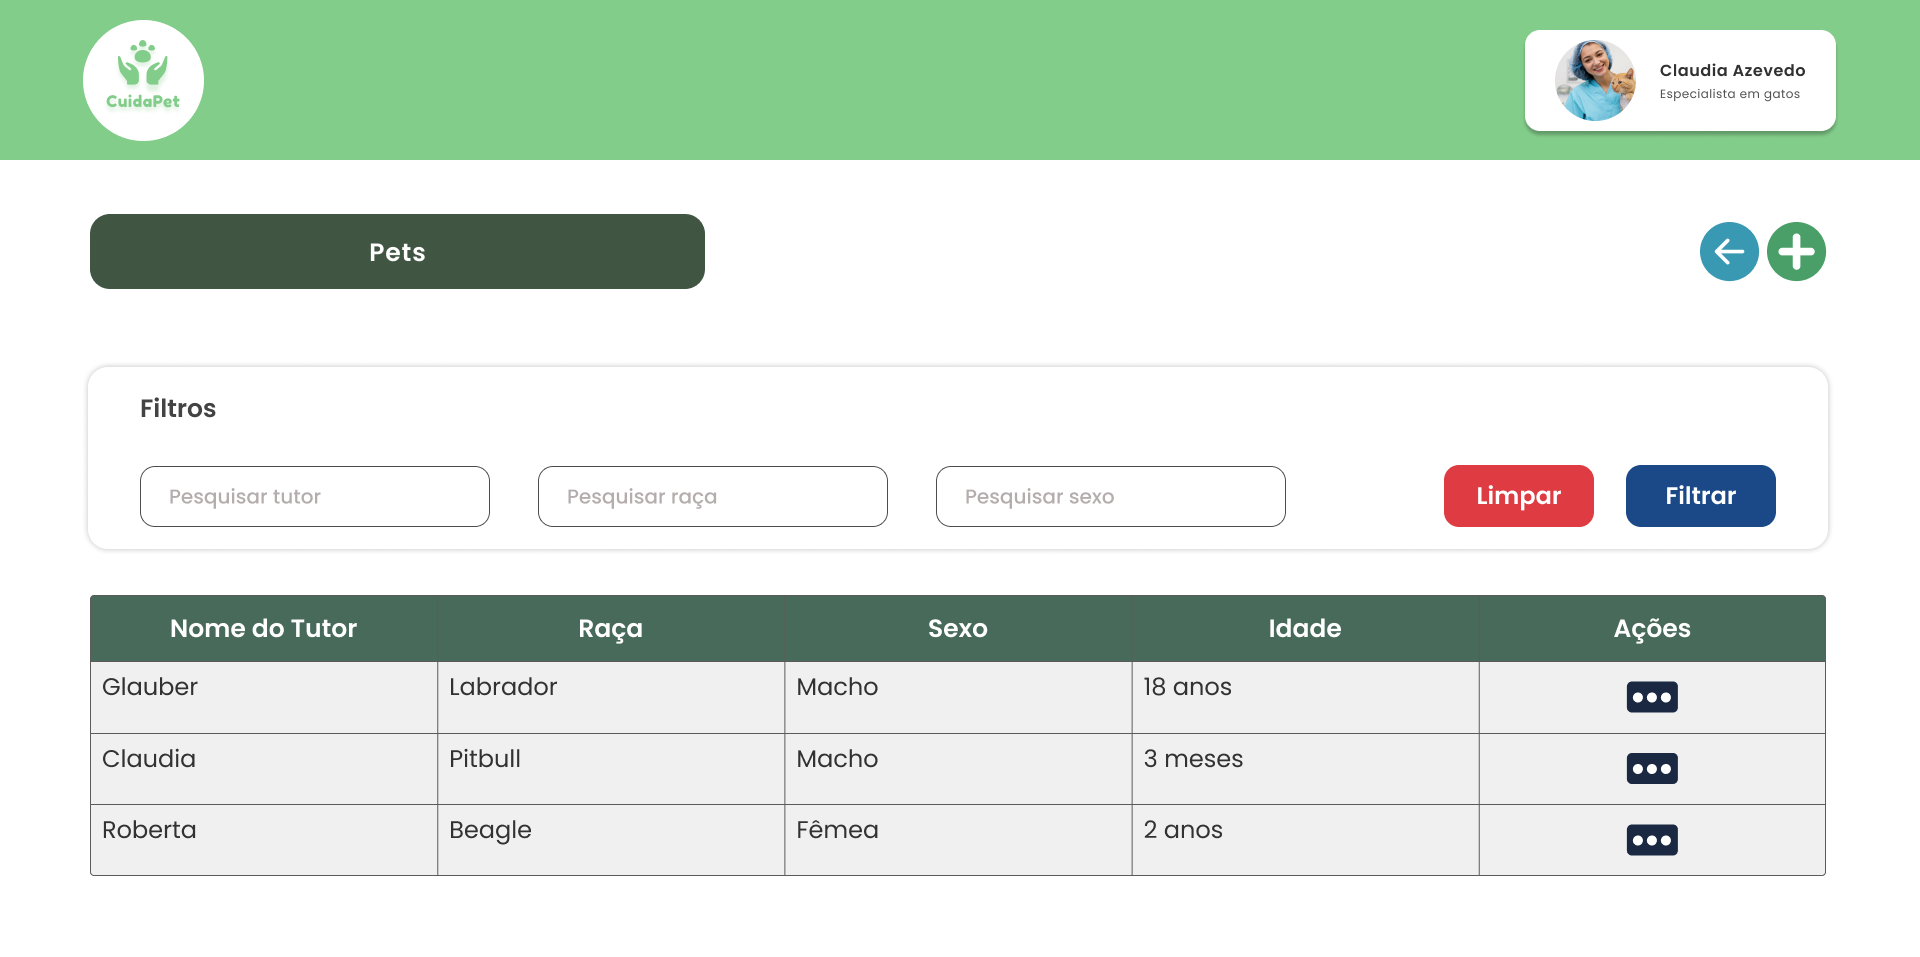 CuidaPet
Claudia Azevedo
Especialista em gatos
Pets
Filtros
Pesquisar tutor
Pesquisar raça
Pesquisar sexo
Limpar
Filtrar
Nome do Tutor Raça Sexo Idade Ações
Glauber Labrador Macho 18 anos
Claudia Pitbull Macho 3 meses
Roberta Beagle Fêmea 2 anos